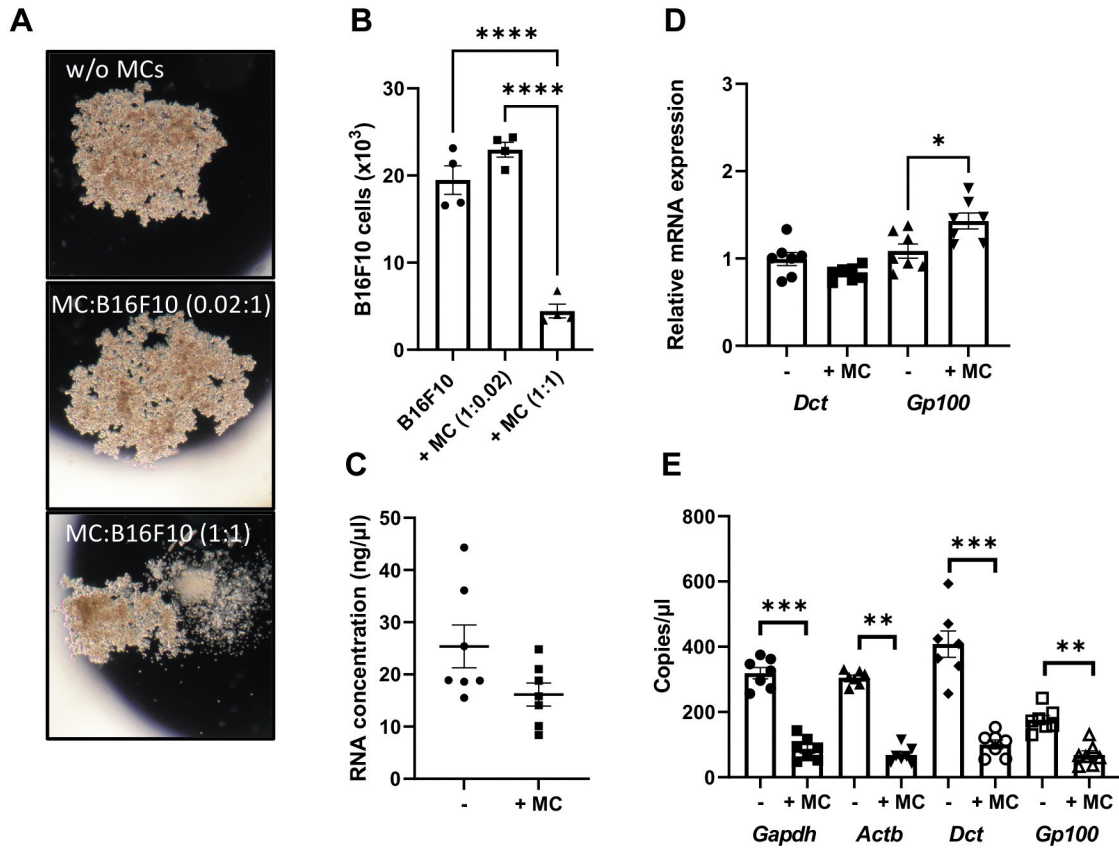 A
w/o MCs
MC:B16F10 (0.02:1)
MC:B16F10 (1:1)
B
****
****
B16F10 cells (x10³)
30
20
10
0
B16F10
+ MC (1:0.02)
+ MC (1:1)
C
RNA concentration (ng/µl)
50
40
30
20
10
0
-
+ MC
D
Relative mRNA expression
3
2
1
0
*
- + MC - + MC
Dct Gp100
E
Copies/µl
800
600
400
200
0
*** ** *** **
- + MC - + MC - + MC - + MC
Gapdh Actb Dct Gp100